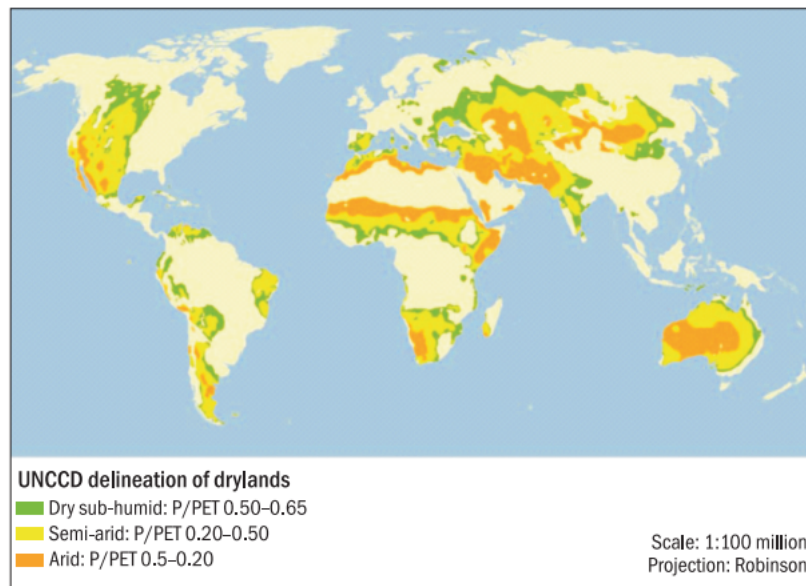 UNCCD delineation of drylands
Dry sub-humid: P/PET 0.50–0.65
Semi-arid: P/PET 0.20–0.50
Arid: P/PET 0.5–0.20
Scale: 1:100 million
Projection: Robinson